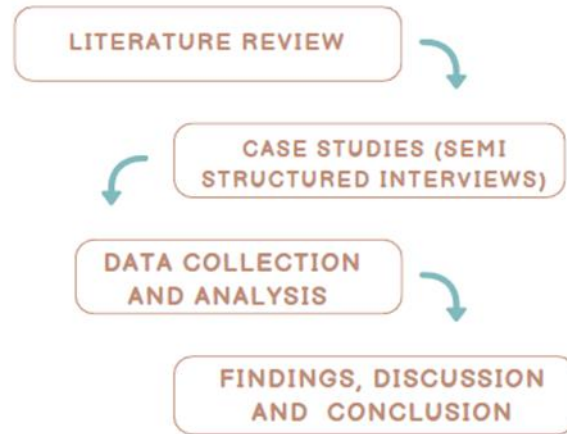 LITERATURE REVIEW
CASE STUDIES (SEMI
STRUCTURED INTERVIEWS)
DATA COLLECTION
AND ANALYSIS
FINDINGS, DISCUSSION
AND CONCLUSION